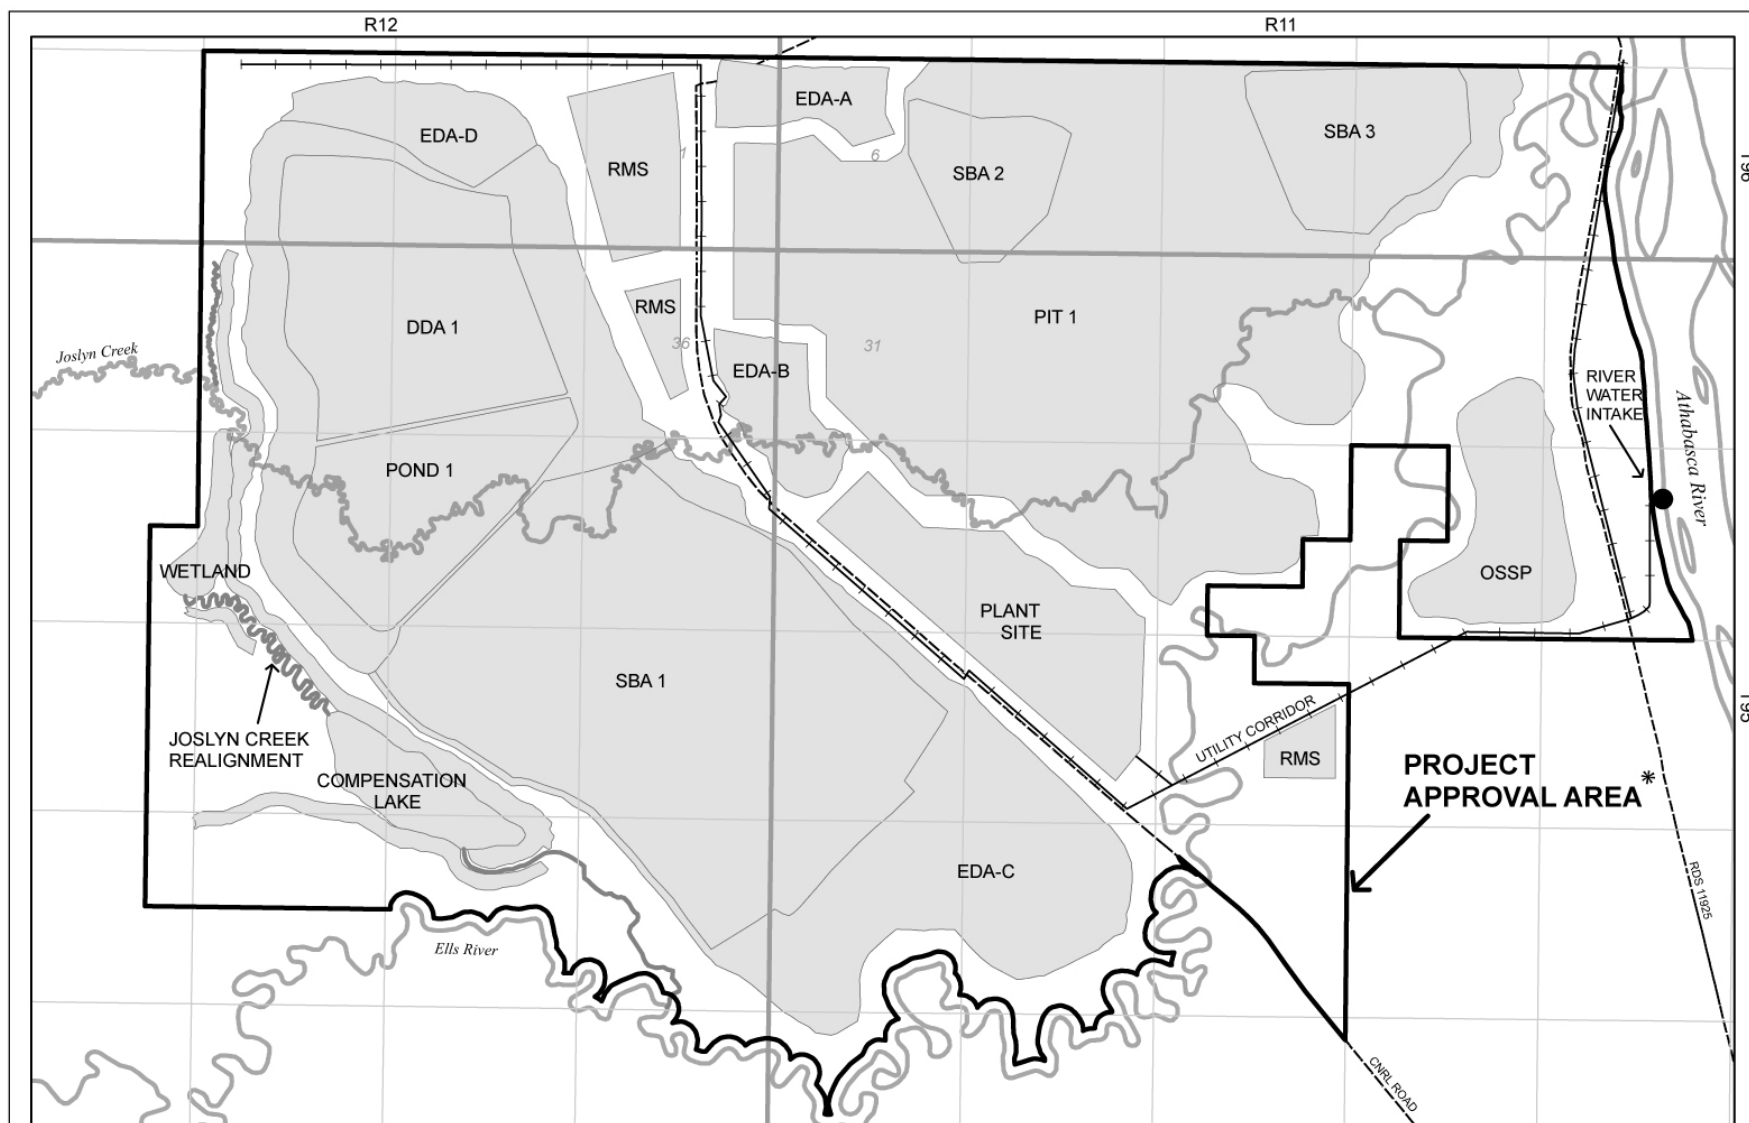 R12
R11
EDA-A
EDA-D
SBA 3
RMS
1
6
SBA 2
T96
RMS
DDA 1
PIT 1
36
31
Joslyn Creek
EDA-B
RIVER
WATER
INTAKE
Athabasca River
POND 1
WETLAND
OSSP
PLANT
SITE
SBA 1
T95
UTILITY CORRIDOR
JOSLYN CREEK
REALIGNMENT
RMS
COMPENSATION
LAKE
PROJECT
APPROVAL AREA*
EDA-C
RDS 11925
Ells River
CNRL ROAD